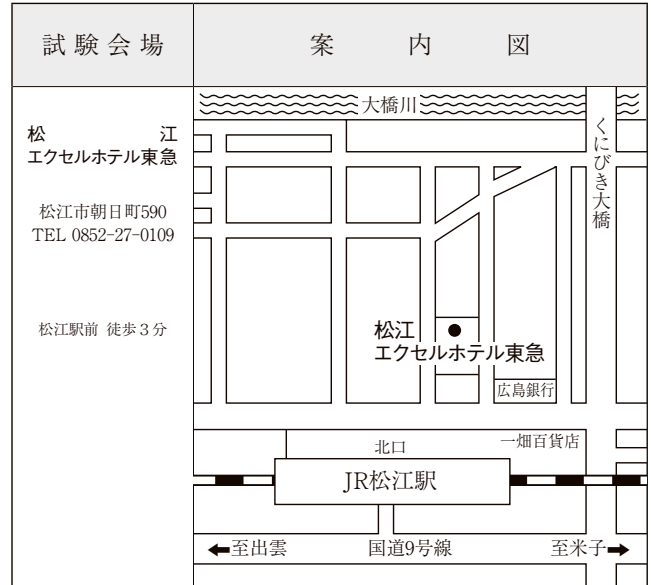 試験会場
案内図
松江
エクセルホテル東急
松江市朝日町590
TEL 0852-27-0109
松江駅前 徒歩3分
大橋川
くにびき大橋
松江
エクセルホテル東急
広島銀行
北口
一畑百貨店
JR松江駅
至出雲
国道9号線
至米子